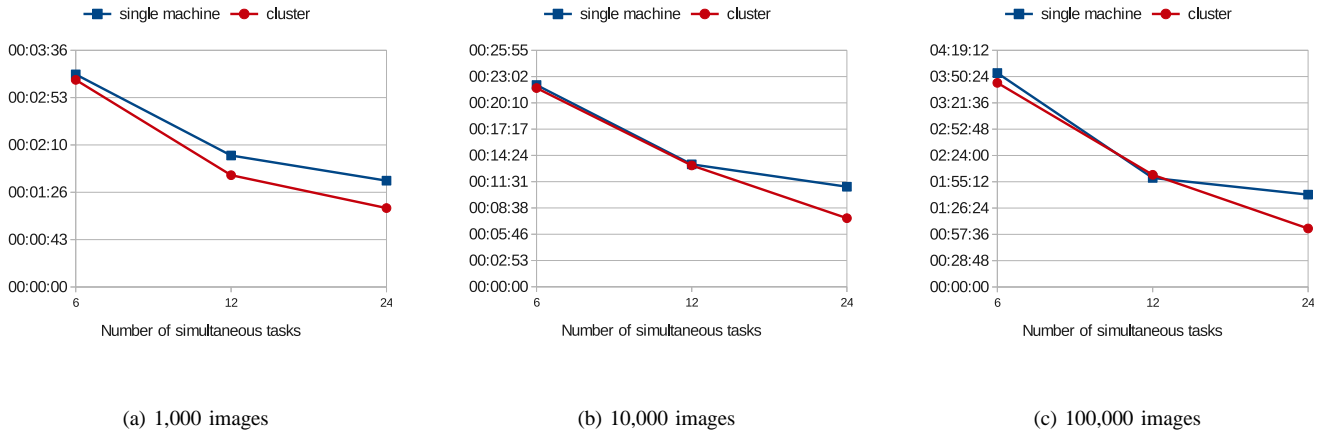 single machine cluster
00:03:36
00:02:53
00:02:10
00:01:26
00:00:43
00:00:00
6 12 24
Number of simultaneous tasks
(a) 1,000 images
single machine cluster
00:25:55
00:23:02
00:20:10
00:17:17
00:14:24
00:11:31
00:08:38
00:05:46
00:02:53
00:00:00
6 12 24
Number of simultaneous tasks
(b) 10,000 images
single machine cluster
04:19:12
03:50:24
03:21:36
02:52:48
02:24:00
01:55:12
01:26:24
00:57:36
00:28:48
00:00:00
6 12 24
Number of simultaneous tasks
(c) 100,000 images